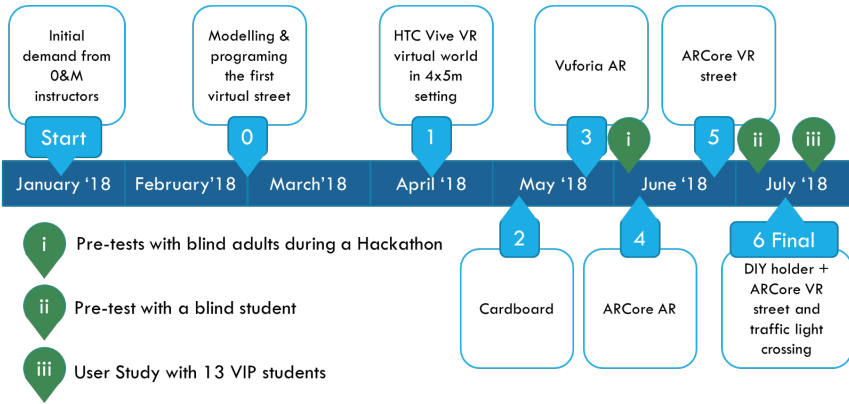 Initial
demand from
0&M
instructors
Start
Modelling &
programing
the first
virtual street
0
HTC Vive VR
virtual world
in 4x5m
setting
1
Vuforia AR
3
i
ARCore VR
street
5
ii
iii
January '18
February'18
March'18
April '18
May '18
June '18
July '18
2
Cardboard
4
ARCore AR
6 Final
DIY holder +
ARCore VR
street and
traffic light
crossing
i Pre-tests with blind adults during a Hackathon
ii Pre-test with a blind student
iii User Study with 13 VIP students